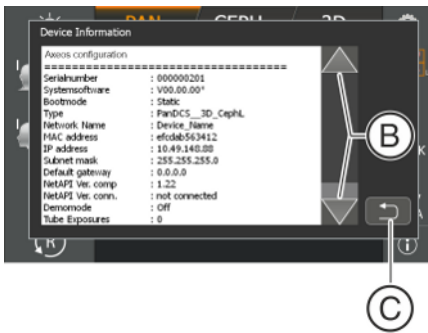 PAN CEPH 3D
Device Information
Axeos configuration
=====================================
Serialnumber : 000000201
Systemsoftware : V00.00.00*
Bootmode : Static
Type : PanDCS__3D_CephL
Network Name : Device_Name
MAC address : efcdab563412
IP address : 10.49.148.88
Subnet mask : 255.255.255.0
Default gateway : 0.0.0.0
NetAPI Ver. comp : 1.22
NetAPI Ver. conn. : not connected
Demomode : Off
Tube Exposures : 0
B
K
A
R
i
C